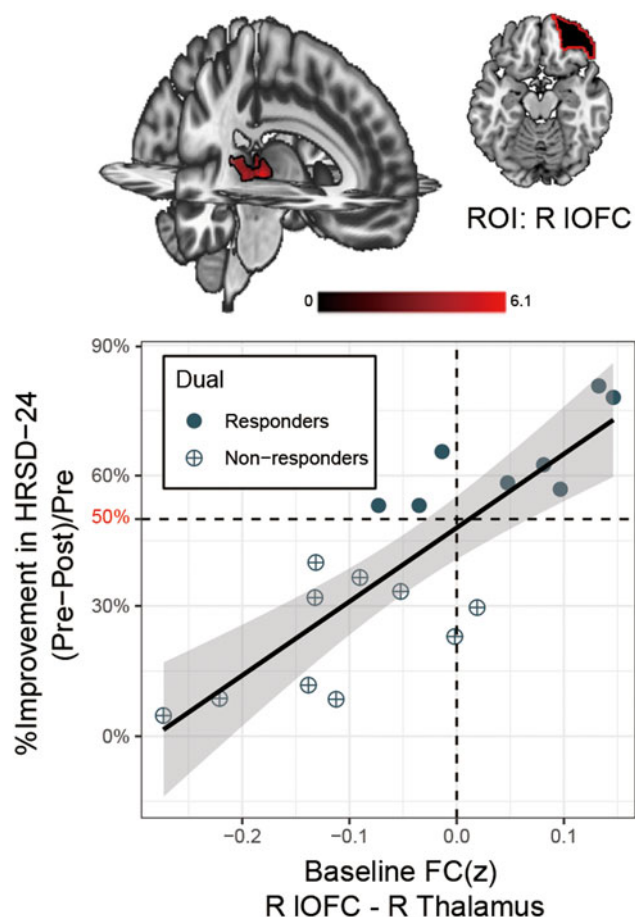 ROI: R lOFC
0
6.1
90%
60%
50%
30%
0%
Dual
Responders
Non−responders
%Improvement in HRSD−24
(Pre−Post)/Pre
−0.2
−0.1
0.0
0.1
Baseline FC(z)
R lOFC - R Thalamus